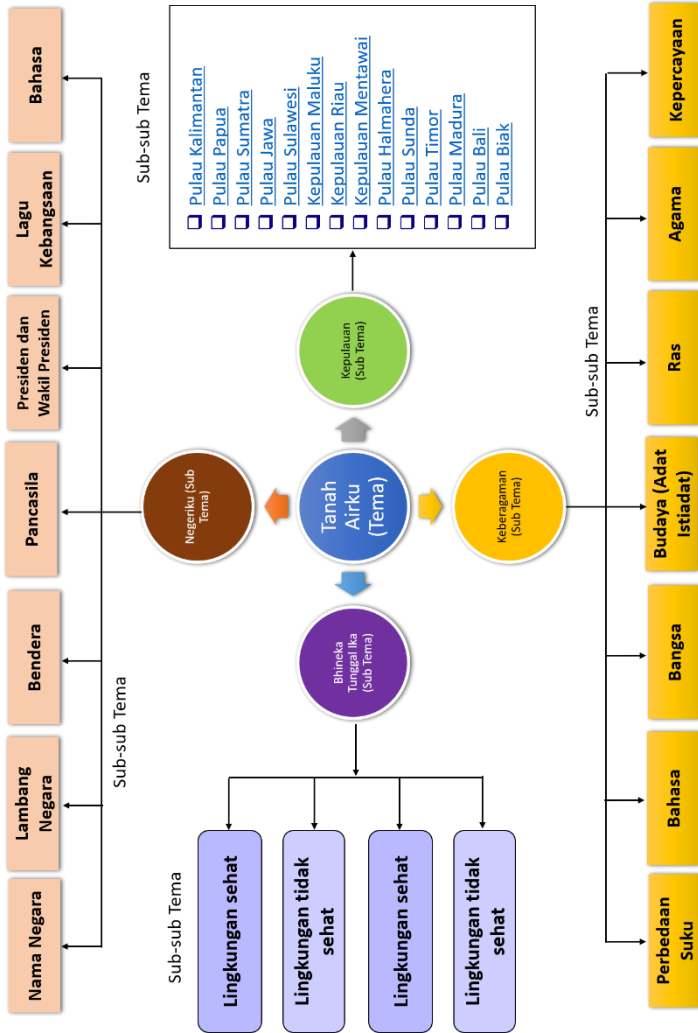 Nama Negara
Lambang
Negara
Bendera
Pancasila
Presiden dan
Wakil Presiden
Lagu
Kebangsaan
Bahasa
Sub-sub Tema
Negeriku (Sub
Tema)
Sub-sub Tema
Lingkungan sehat
Lingkungan tidak
sehat
Lingkungan sehat
Lingkungan tidak
sehat
Bhineka
Tunggal Ika
(Sub Tema)
Tanah
Airku
(Tema)
Kepulauan
(Sub Tema)
Sub-sub Tema
Pulau Kalimantan
Pulau Papua
Pulau Sumatra
Pulau Jawa
Pulau Sulawesi
Kepulauan Maluku
Kepulauan Riau
Kepulauan Mentawai
Pulau Halmahera
Pulau Sunda
Pulau Timor
Pulau Madura
Pulau Bali
Pulau Biak
Keberagaman
(Sub Tema)
Sub-sub Tema
Perbedaan
Suku
Bahasa
Bangsa
Budaya (Adat
Istiadat)
Ras
Agama
Kepercayaan